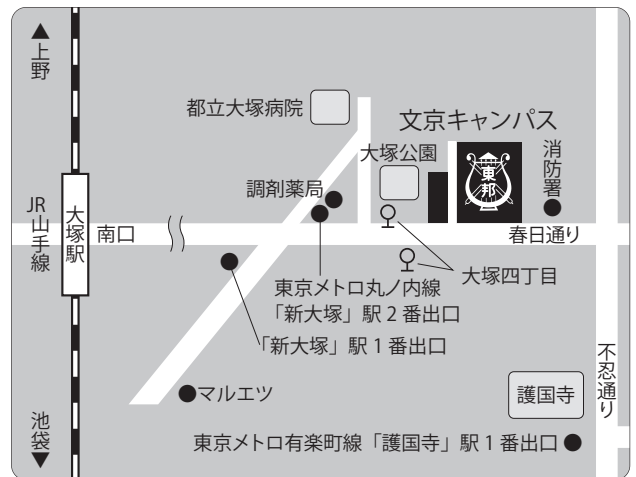 ▲上野
都立大塚病院
文京キャンパス
大塚公園
消防署
東邦
調剤薬局
JR山手線
大塚駅
南口
春日通り
大塚四丁目
東京メトロ丸ノ内線
「新大塚」駅2番出口
「新大塚」駅1番出口
不忍通り
マルエツ
護国寺
池袋▼
東京メトロ有楽町線「護国寺」駅1番出口